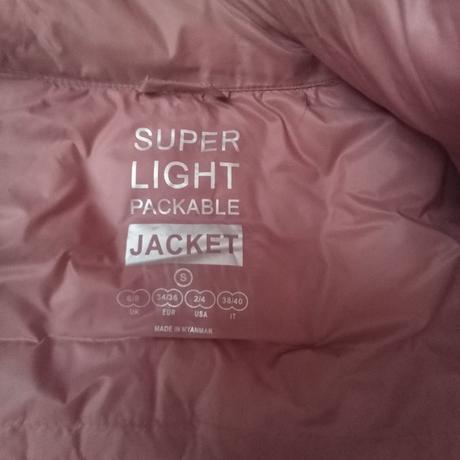 SUPER
LIGHT
PACKABLE
JACKET
S
6/8 34/36 2/4 38/40
UK EUR USA IT
MADE IN MYANMAR